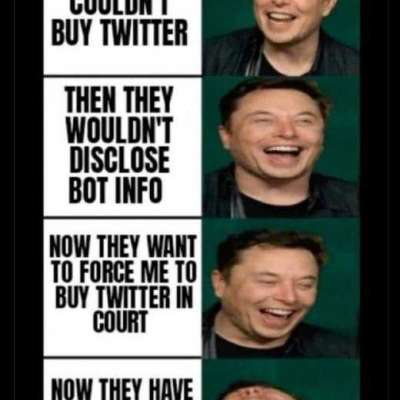 COULDN'T
BUY TWITTER
THEN THEY
WOULDN'T
DISCLOSE
BOT INFO
NOW THEY WANT
TO FORCE ME TO
BUY TWITTER IN
COURT
NOW THEY HAVE